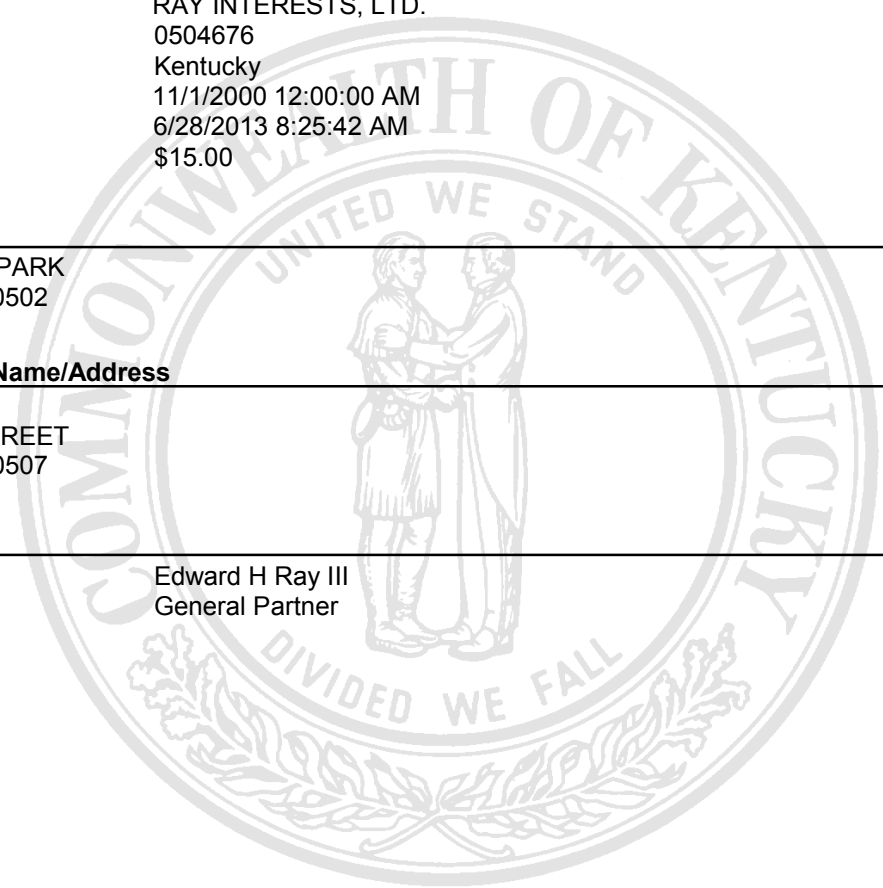 RAY INTERESTS, LTD.
0504676
Kentucky
11/1/2000 12:00:00 AM
6/28/2013 8:25:42 AM
$15.00
COMMONWEALTH OF KENTUCKY
UNITED WE STAND
PARK
0502
Name/Address
REET
0507
Edward H Ray III
General Partner
DIVIDED WE FALL